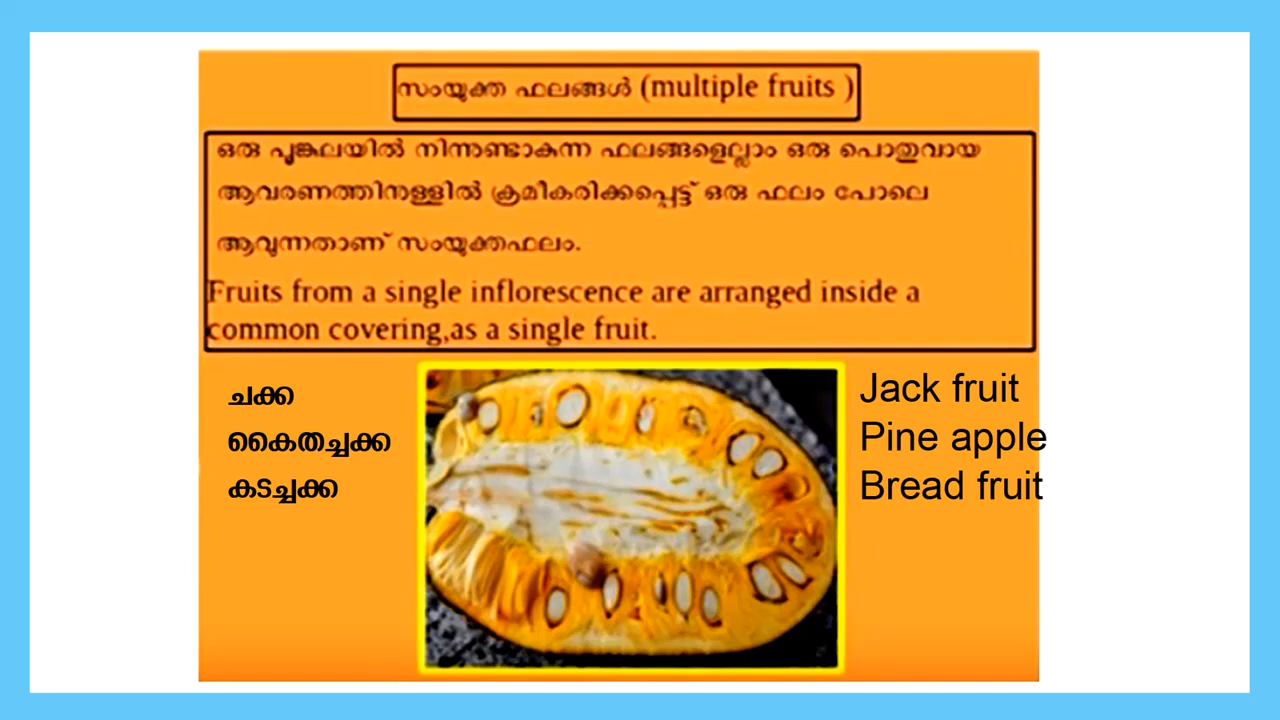 സംയുക്ത ഫലങ്ങൾ (multiple fruits )
ഒരു പൂങ്കുലയിൽ നിന്നുണ്ടാകുന്ന ഫലങ്ങളെല്ലാം ഒരു പൊതുവായ
ആവരണത്തിനുള്ളിൽ ക്രമീകരിക്കപ്പെട്ട് ഒരു ഫലം പോലെ
ആവുന്നതാണ് സംയുക്തഫലം.
Fruits from a single inflorescence are arranged inside a
common covering,as a single fruit.
ചക്ക
കൈതച്ചക്ക
കടച്ചക്ക
Jack fruit
Pine apple
Bread fruit